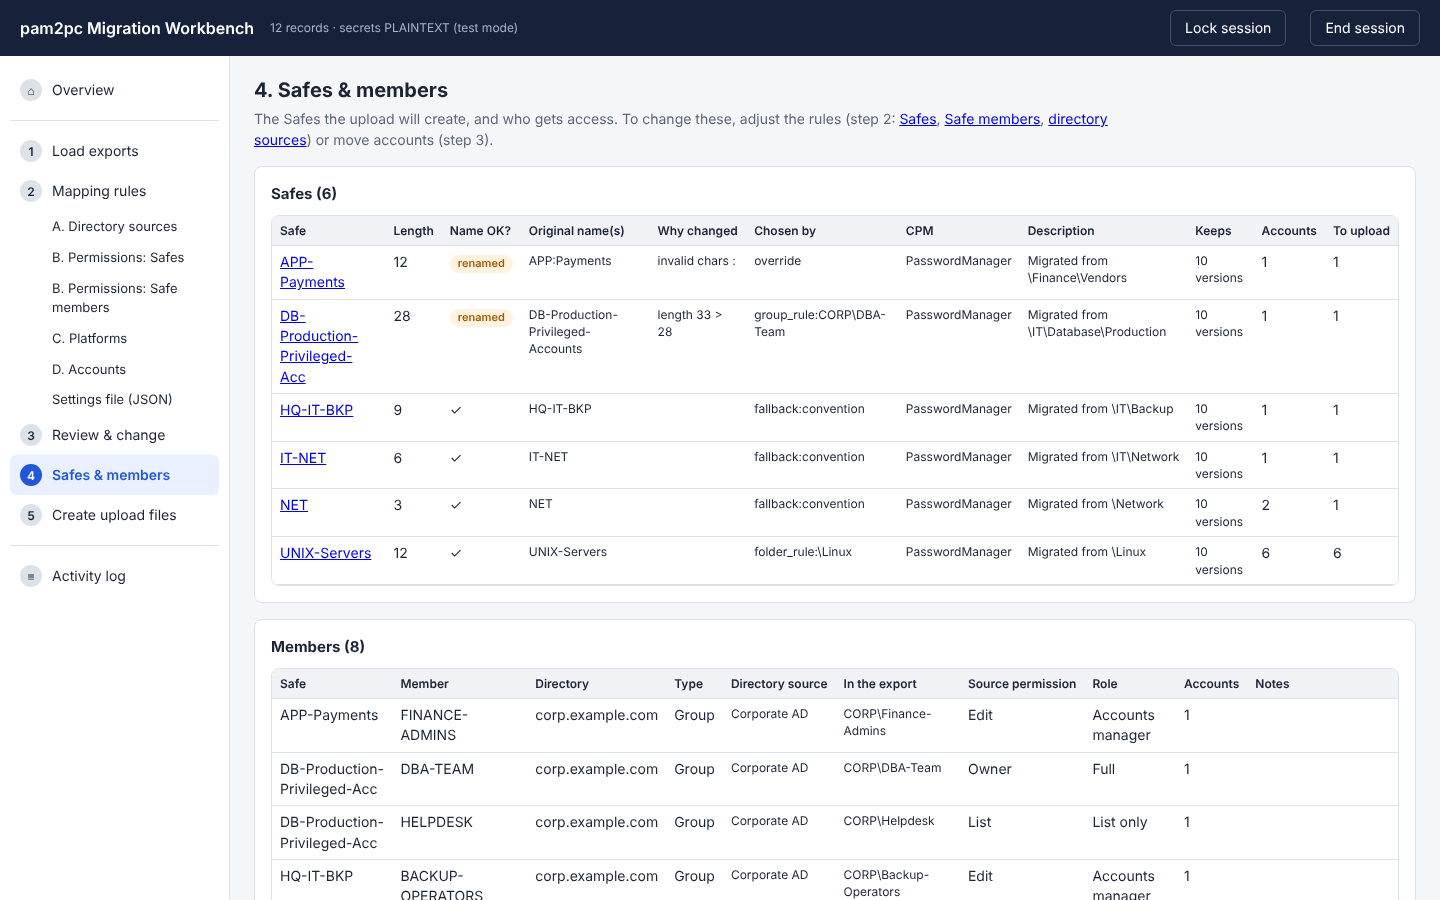 pam2pc Migration Workbench
12 records · secrets PLAINTEXT (test mode)
Lock session
End session
Overview
1 Load exports
2 Mapping rules
A. Directory sources
B. Permissions: Safes
B. Permissions: Safe
members
C. Platforms
D. Accounts
Settings file (JSON)
3 Review & change
4 Safes & members
5 Create upload files
Activity log
4. Safes & members
The Safes the upload will create, and who gets access. To change these, adjust the rules (step 2: Safes, Safe members, directory
sources) or move accounts (step 3).
Safes (6)
Safe Length Name OK? Original name(s) Why changed Chosen by CPM Description Keeps Accounts To upload
APP- 12 renamed APP:Payments invalid chars : override PasswordManager Migrated from 10 1 1
Payments \Finance\Vendors versions
DB- 28 renamed DB-Production- length 33 > group_rule:CORP\DBA- PasswordManager Migrated from 10 1 1
Production- Privileged- 28 Team \IT\Database\Production versions
Privileged- Accounts
Acc
HQ-IT-BKP 9 ✓ HQ-IT-BKP fallback:convention PasswordManager Migrated from \IT\Backup 10 1 1
versions
IT-NET 6 ✓ IT-NET fallback:convention PasswordManager Migrated from \IT\Network 10 1 1
versions
NET 3 ✓ NET fallback:convention PasswordManager Migrated from \Network 10 2 1
versions
UNIX-Servers 12 ✓ UNIX-Servers folder_rule:\Linux PasswordManager Migrated from \Linux 10 6 6
versions
Members (8)
Safe Member Directory Type Directory source In the export Source permission Role Accounts Notes
APP-Payments FINANCE- corp.example.com Group Corporate AD CORP\Finance- Edit Accounts 1
ADMINS Admins manager
DB-Production- DBA-TEAM corp.example.com Group Corporate AD CORP\DBA-Team Owner Full 1
Privileged-Acc
DB-Production- HELPDESK corp.example.com Group Corporate AD CORP\Helpdesk List List only 1
Privileged-Acc
HQ-IT-BKP BACKUP- corp.example.com Group Corporate AD CORP\Backup- Edit Accounts 1
OPERATORS Operators manager